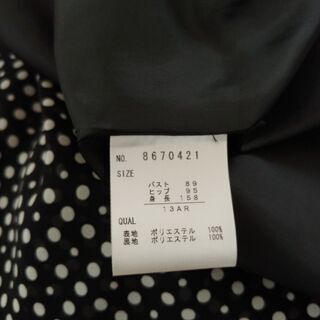 NO. 8670421
SIZE
バスト 89
ヒップ 95
身長 158
13AR
QUAL
表地 ポリエステル 100%
裏地 ポリエステル 100%